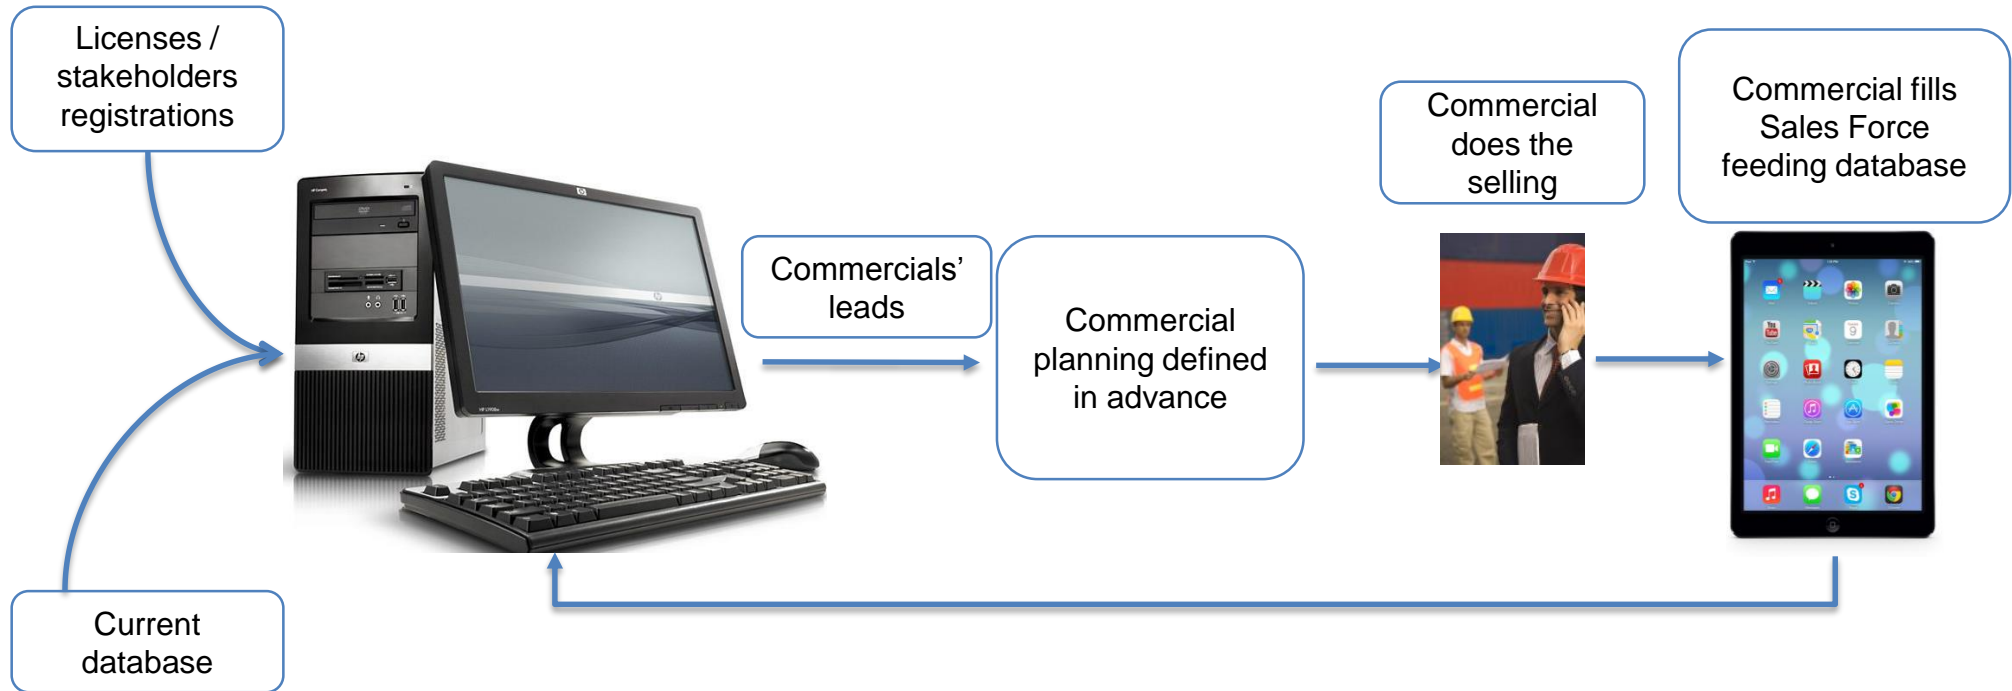 Licenses /
stakeholders
registrations
Current
database
Commercials’
leads
Commercial
planning defined
in advance
Commercial
does the
selling
Commercial fills
Sales Force
feeding database
hp